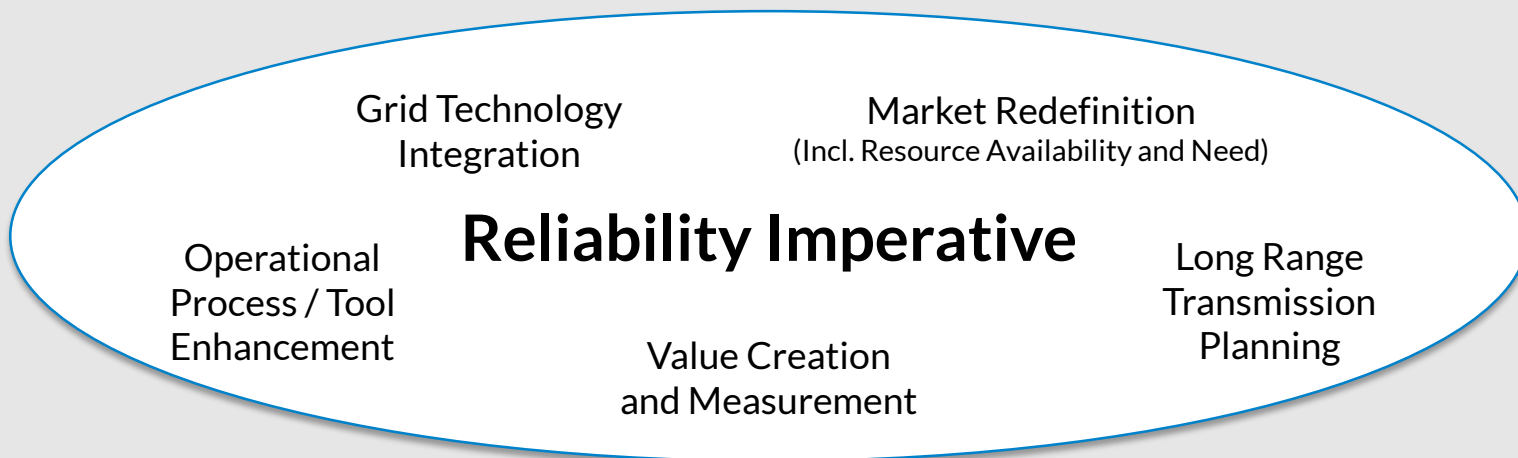 Grid Technology
Integration
Market Redefinition
(Incl. Resource Availability and Need)
Reliability Imperative
Operational
Process / Tool
Enhancement
Long Range
Transmission
Planning
Value Creation
and Measurement